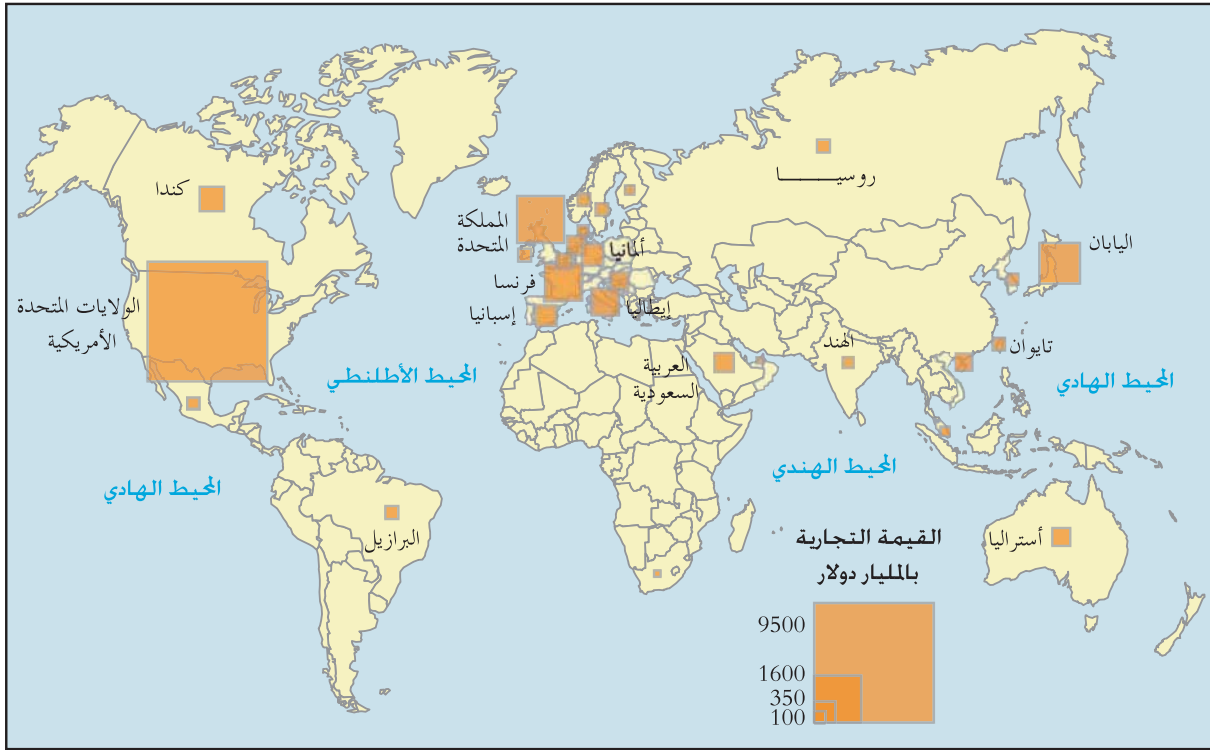 كندا
روسيـــــــا
المملكة
المتحدة
ألمانيا
اليابان
فرنسا
إسبانيا
إيطاليا
الولايات المتحدة
الأمريكية
تايوان
الهند
العربية
السعودية
المحيط الأطلنطي
المحيط الهادي
المحيط الهندي
المحيط الهادي
البرازيل
أستراليا
القيمة التجارية
بالمليار دولار
9500
1600
350
100